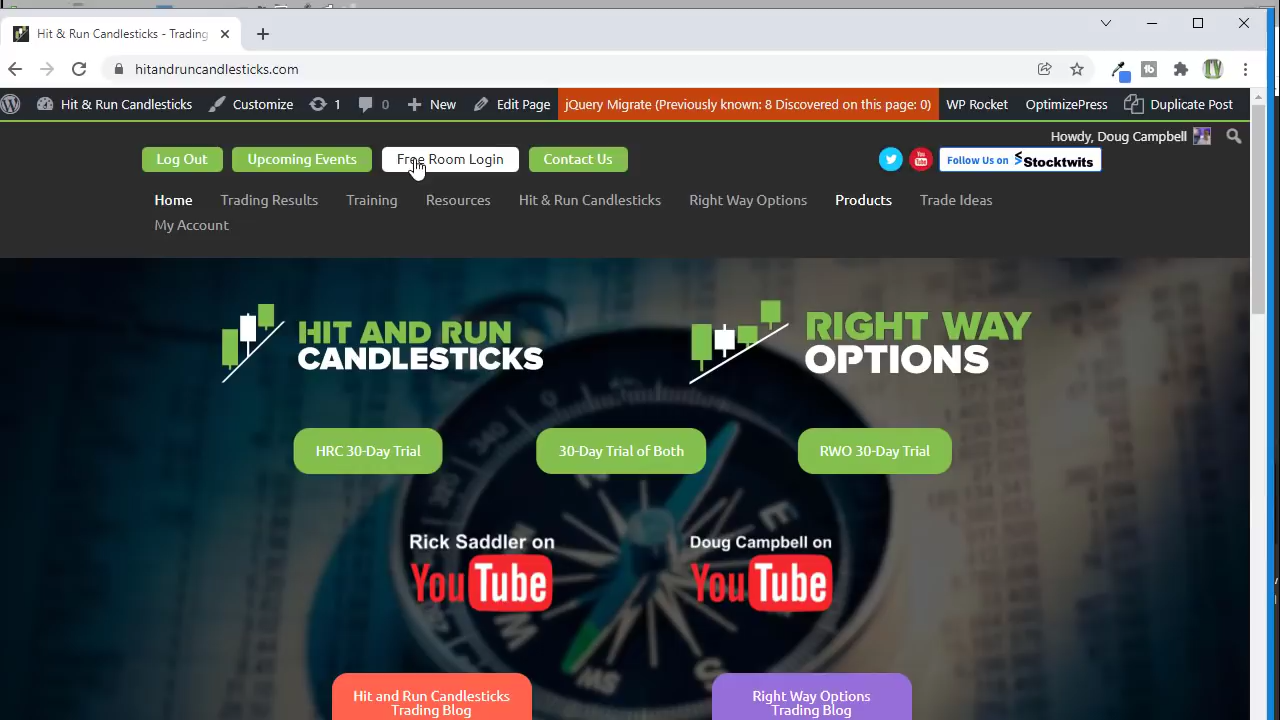 Hit & Run Candlesticks - Trading
hitandruncandlesticks.com
Hit & Run Candlesticks Customize 1 0 New Edit Page jQuery Migrate (Previously known: 8 Discovered on this page: 0) WP Rocket OptimizePress Duplicate Post
Howdy, Doug Campbell
Log Out Upcoming Events Free Room Login Contact Us Follow Us on Stocktwits
Home Trading Results Training Resources Hit & Run Candlesticks Right Way Options Products Trade Ideas
My Account
HIT AND RUN
CANDLESTICKS
RIGHT WAY
OPTIONS
HRC 30-Day Trial 30-Day Trial of Both RWO 30-Day Trial
Rick Saddler on
YouTube
Doug Campbell on
YouTube
Hit and Run Candlesticks
Trading Blog
Right Way Options
Trading Blog